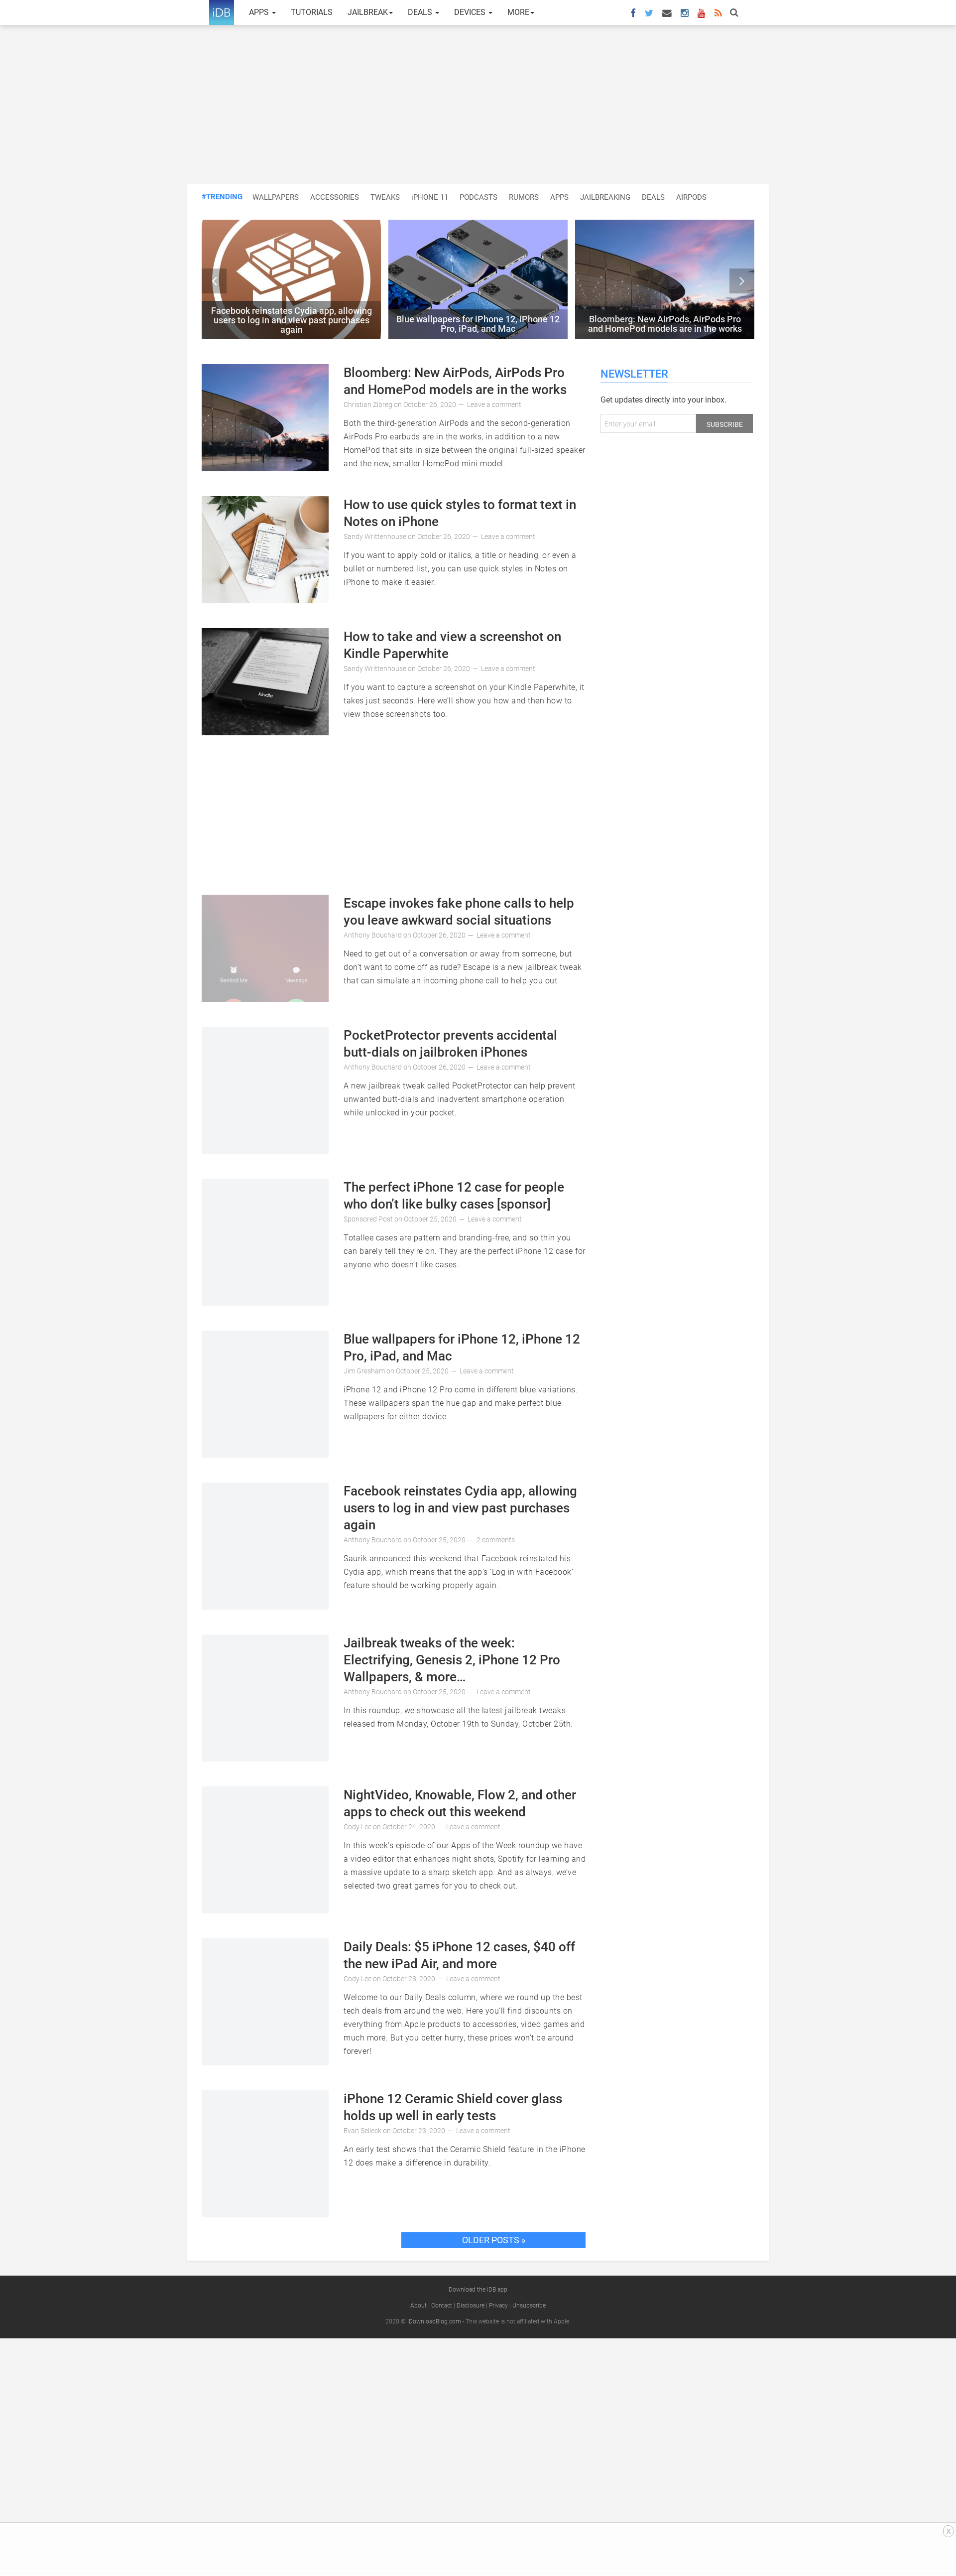 iDB
APPS
TUTORIALS
JAILBREAK
DEALS
DEVICES
MORE
#TRENDING
WALLPAPERS
ACCESSORIES
TWEAKS
iPHONE 11
PODCASTS
RUMORS
APPS
JAILBREAKING
DEALS
AIRPODS
Facebook reinstates Cydia app, allowing
users to log in and view past purchases
again
Blue wallpapers for iPhone 12, iPhone 12
Pro, iPad, and Mac
Bloomberg: New AirPods, AirPods Pro
and HomePod models are in the works
Bloomberg: New AirPods, AirPods Pro
and HomePod models are in the works
Christian Zibreg on October 26, 2020 — Leave a comment
Both the third-generation AirPods and the second-generation
AirPods Pro earbuds are in the works, in addition to a new
HomePod that sits in size between the original full-sized speaker
and the new, smaller HomePod mini model.
NEWSLETTER
Get updates directly into your inbox.
Enter your email
SUBSCRIBE
How to use quick styles to format text in
Notes on iPhone
Sandy Writtenhouse on October 26, 2020 — Leave a comment
If you want to apply bold or italics, a title or heading, or even a
bullet or numbered list, you can use quick styles in Notes on
iPhone to make it easier.
How to take and view a screenshot on
Kindle Paperwhite
Sandy Writtenhouse on October 26, 2020 — Leave a comment
If you want to capture a screenshot on your Kindle Paperwhite, it
takes just seconds. Here we'll show you how and then how to
view those screenshots too.
kindle
Escape invokes fake phone calls to help
you leave awkward social situations
Anthony Bouchard on October 26, 2020 — Leave a comment
Need to get out of a conversation or away from someone, but
don't want to come off as rude? Escape is a new jailbreak tweak
that can simulate an incoming phone call to help you out.
Remind Me
Message
PocketProtector prevents accidental
butt-dials on jailbroken iPhones
Anthony Bouchard on October 26, 2020 — Leave a comment
A new jailbreak tweak called PocketProtector can help prevent
unwanted butt-dials and inadvertent smartphone operation
while unlocked in your pocket.
The perfect iPhone 12 case for people
who don’t like bulky cases [sponsor]
Sponsored Post on October 25, 2020 — Leave a comment
Totallee cases are pattern and branding-free, and so thin you
can barely tell they're on. They are the perfect iPhone 12 case for
anyone who doesn't like cases.
Blue wallpapers for iPhone 12, iPhone 12
Pro, iPad, and Mac
Jim Gresham on October 25, 2020 — Leave a comment
iPhone 12 and iPhone 12 Pro come in different blue variations.
These wallpapers span the hue gap and make perfect blue
wallpapers for either device.
Facebook reinstates Cydia app, allowing
users to log in and view past purchases
again
Anthony Bouchard on October 25, 2020 — 2 comments
Saurik announced this weekend that Facebook reinstated his
Cydia app, which means that the app's 'Log in with Facebook'
feature should be working properly again.
Jailbreak tweaks of the week:
Electrifying, Genesis 2, iPhone 12 Pro
Wallpapers, & more…
Anthony Bouchard on October 25, 2020 — Leave a comment
In this roundup, we showcase all the latest jailbreak tweaks
released from Monday, October 19th to Sunday, October 25th.
NightVideo, Knowable, Flow 2, and other
apps to check out this weekend
Cody Lee on October 24, 2020 — Leave a comment
In this week's episode of our Apps of the Week roundup we have
a video editor that enhances night shots, Spotify for learning and
a massive update to a sharp sketch app. And as always, we've
selected two great games for you to check out.
Daily Deals: $5 iPhone 12 cases, $40 off
the new iPad Air, and more
Cody Lee on October 23, 2020 — Leave a comment
Welcome to our Daily Deals column, where we round up the best
tech deals from around the web. Here you'll find discounts on
everything from Apple products to accessories, video games and
much more. But you better hurry, these prices won't be around
forever!
iPhone 12 Ceramic Shield cover glass
holds up well in early tests
Evan Selleck on October 23, 2020 — Leave a comment
An early test shows that the Ceramic Shield feature in the iPhone
12 does make a difference in durability.
OLDER POSTS »
Download the iDB app
About | Contact | Disclosure | Privacy | Unsubscribe
2020 © iDownloadBlog.com - This website is not affiliated with Apple.
X